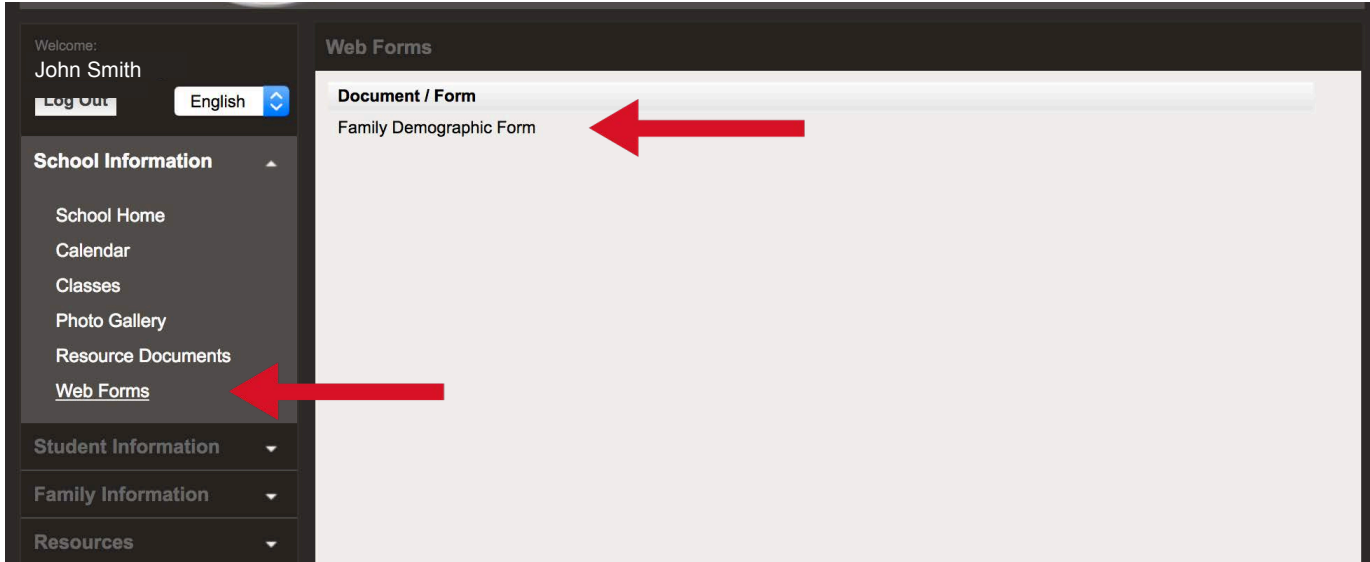 Welcome:
John Smith
Log Out
English
School Information
School Home
Calendar
Classes
Photo Gallery
Resource Documents
Web Forms
Student Information
Family Information
Resources
Web Forms
Document / Form
Family Demographic Form